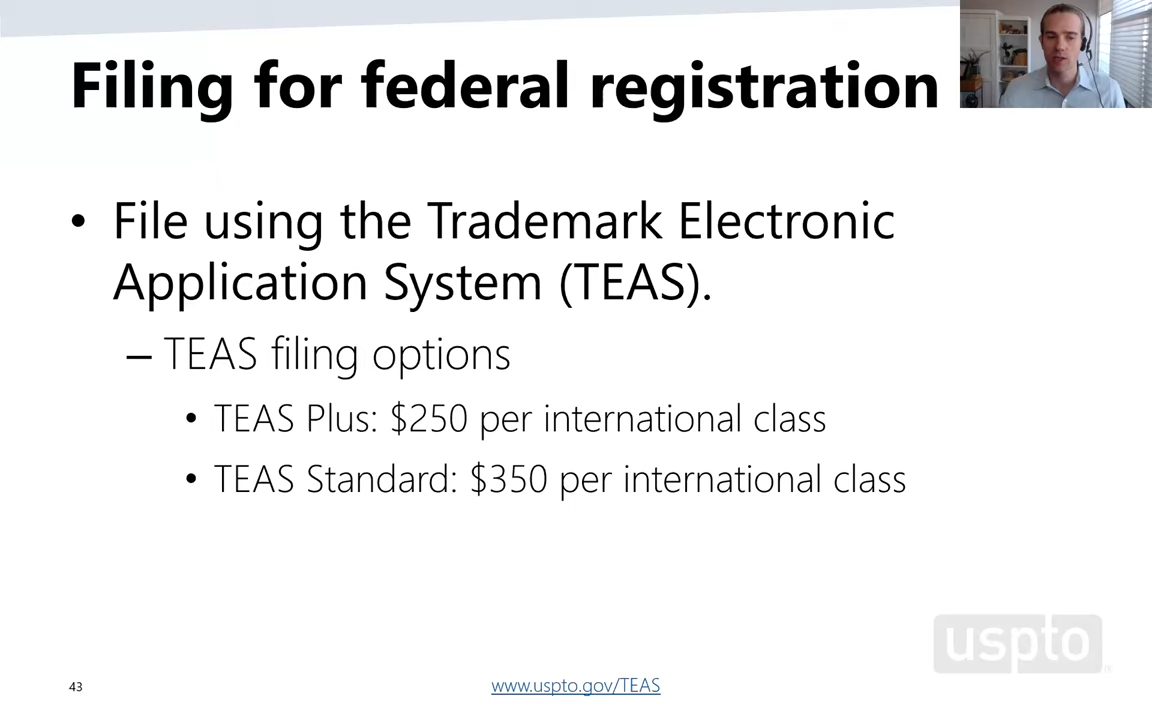 Filing for federal registration
• File using the Trademark Electronic
Application System (TEAS).
– TEAS filing options
• TEAS Plus: $250 per international class
• TEAS Standard: $350 per international class
uspto
43
www.uspto.gov/TEAS